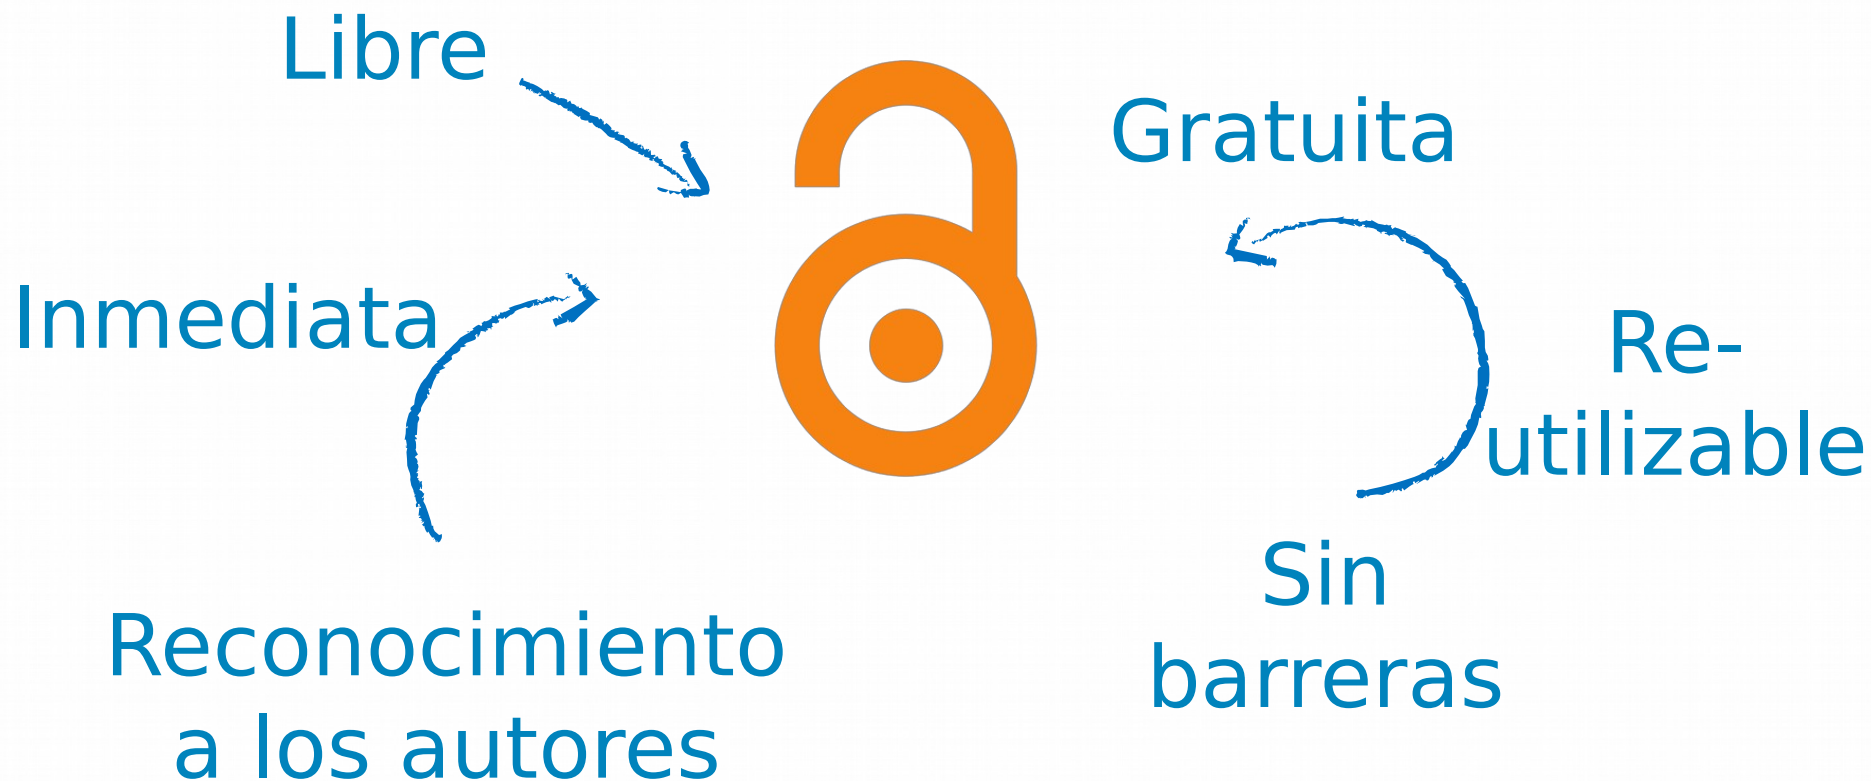 Libre
Gratuita
Inmediata
Re-
utilizable
Sin
barreras
Reconocimiento
a los autores